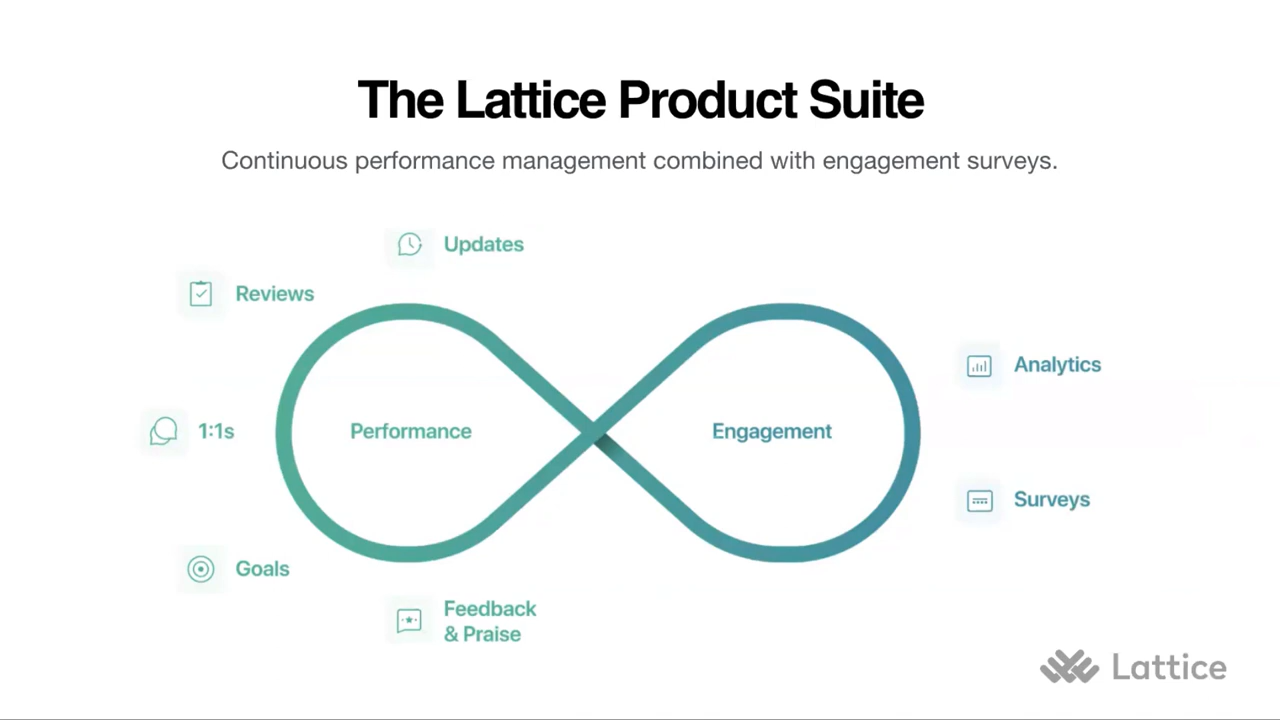 The Lattice Product Suite
Continuous performance management combined with engagement surveys.
Updates
Reviews
Analytics
1:1s
Performance
Engagement
Surveys
Goals
Feedback
& Praise
Lattice